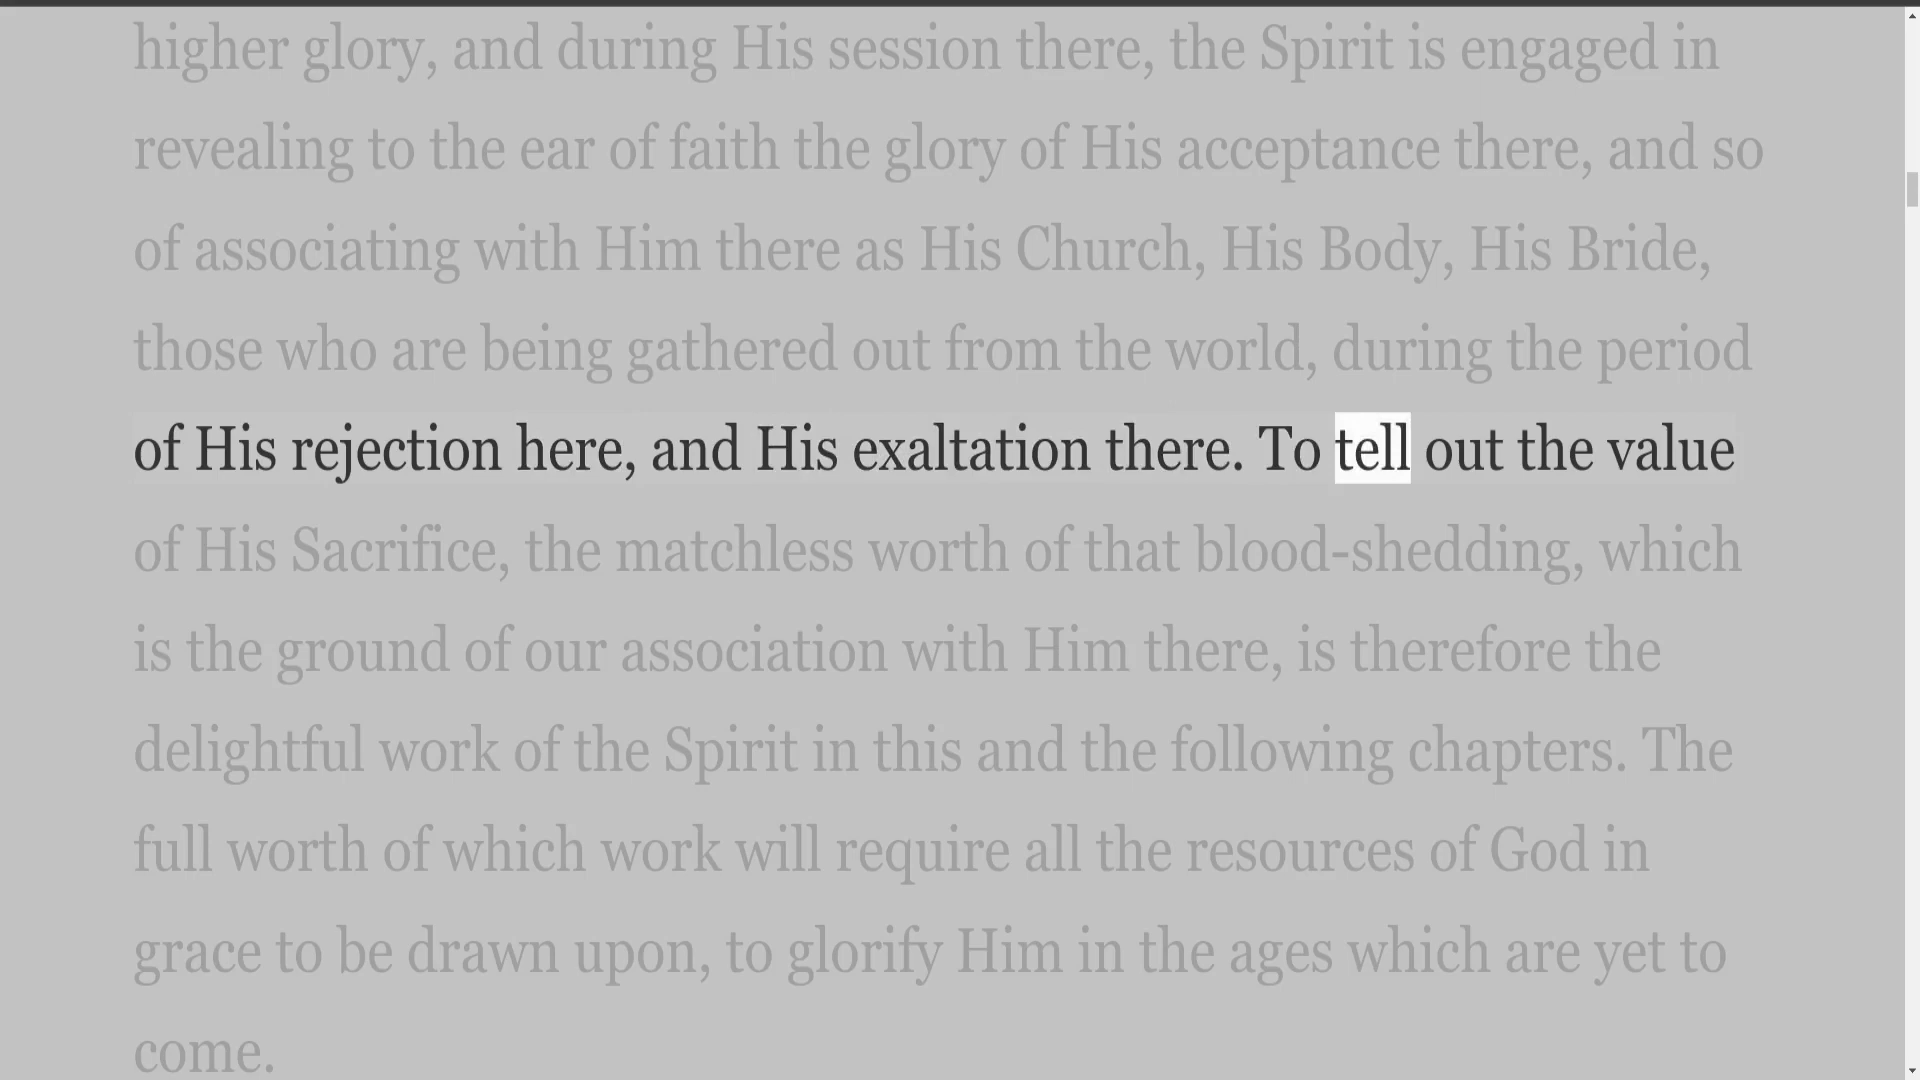 higher glory, and during His session there, the Spirit is engaged in
revealing to the ear of faith the glory of His acceptance there, and so
of associating with Him there as His Church, His Body, His Bride,
those who are being gathered out from the world, during the period
of His rejection here, and His exaltation there. To tell out the value
of His Sacrifice, the matchless worth of that blood-shedding, which
is the ground of our association with Him there, is therefore the
delightful work of the Spirit in this and the following chapters. The
full worth of which work will require all the resources of God in
grace to be drawn upon, to glorify Him in the ages which are yet to
come.